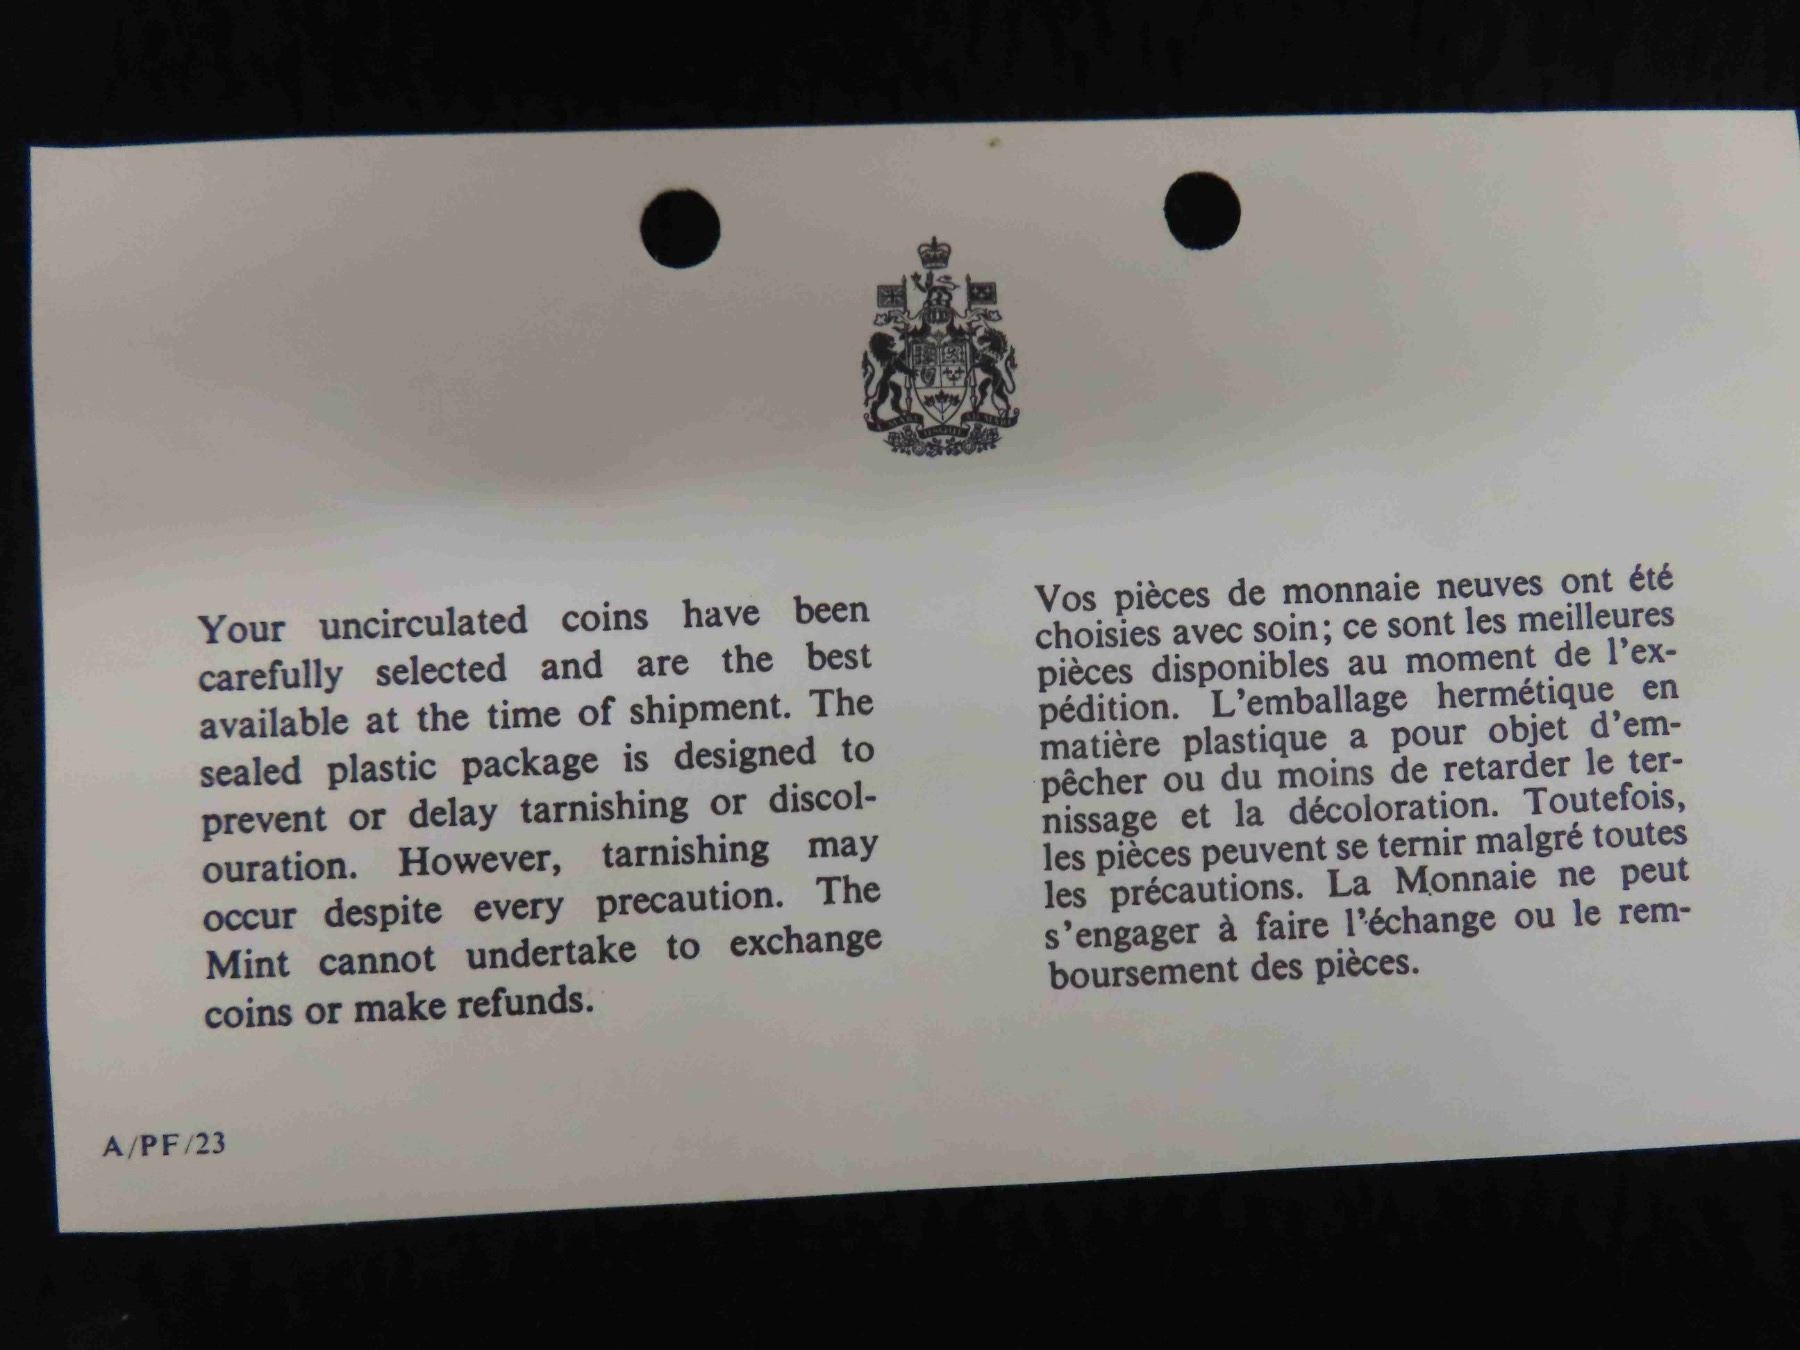 Your uncirculated coins have been
carefully selected and are the best
available at the time of shipment. The
sealed plastic package is designed to
prevent or delay tarnishing or discol-
ouration. However, tarnishing may
occur despite every precaution. The
Mint cannot undertake to exchange
coins or make refunds.
Vos pièces de monnaie neuves ont été
choisies avec soin; ce sont les meilleures
pièces disponibles au moment de l'ex-
pédition. L'emballage hermétique en
matière plastique a pour objet d'em-
pêcher ou du moins de retarder le ter-
nissage et la décoloration. Toutefois,
les pièces peuvent se ternir malgré toutes
les précautions. La Monnaie ne peut
s'engager à faire l'échange ou le rem-
boursement des pièces.
A/PF/23